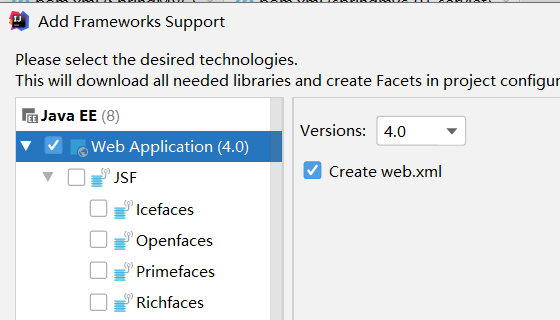 Add Frameworks Support
Please select the desired technologies.
This will download all needed libraries and create Facets in project configur
Java EE (8)
Web Application (4.0)
Versions: 4.0
Create web.xml
JSF
Icefaces
Openfaces
Primefaces
Richfaces